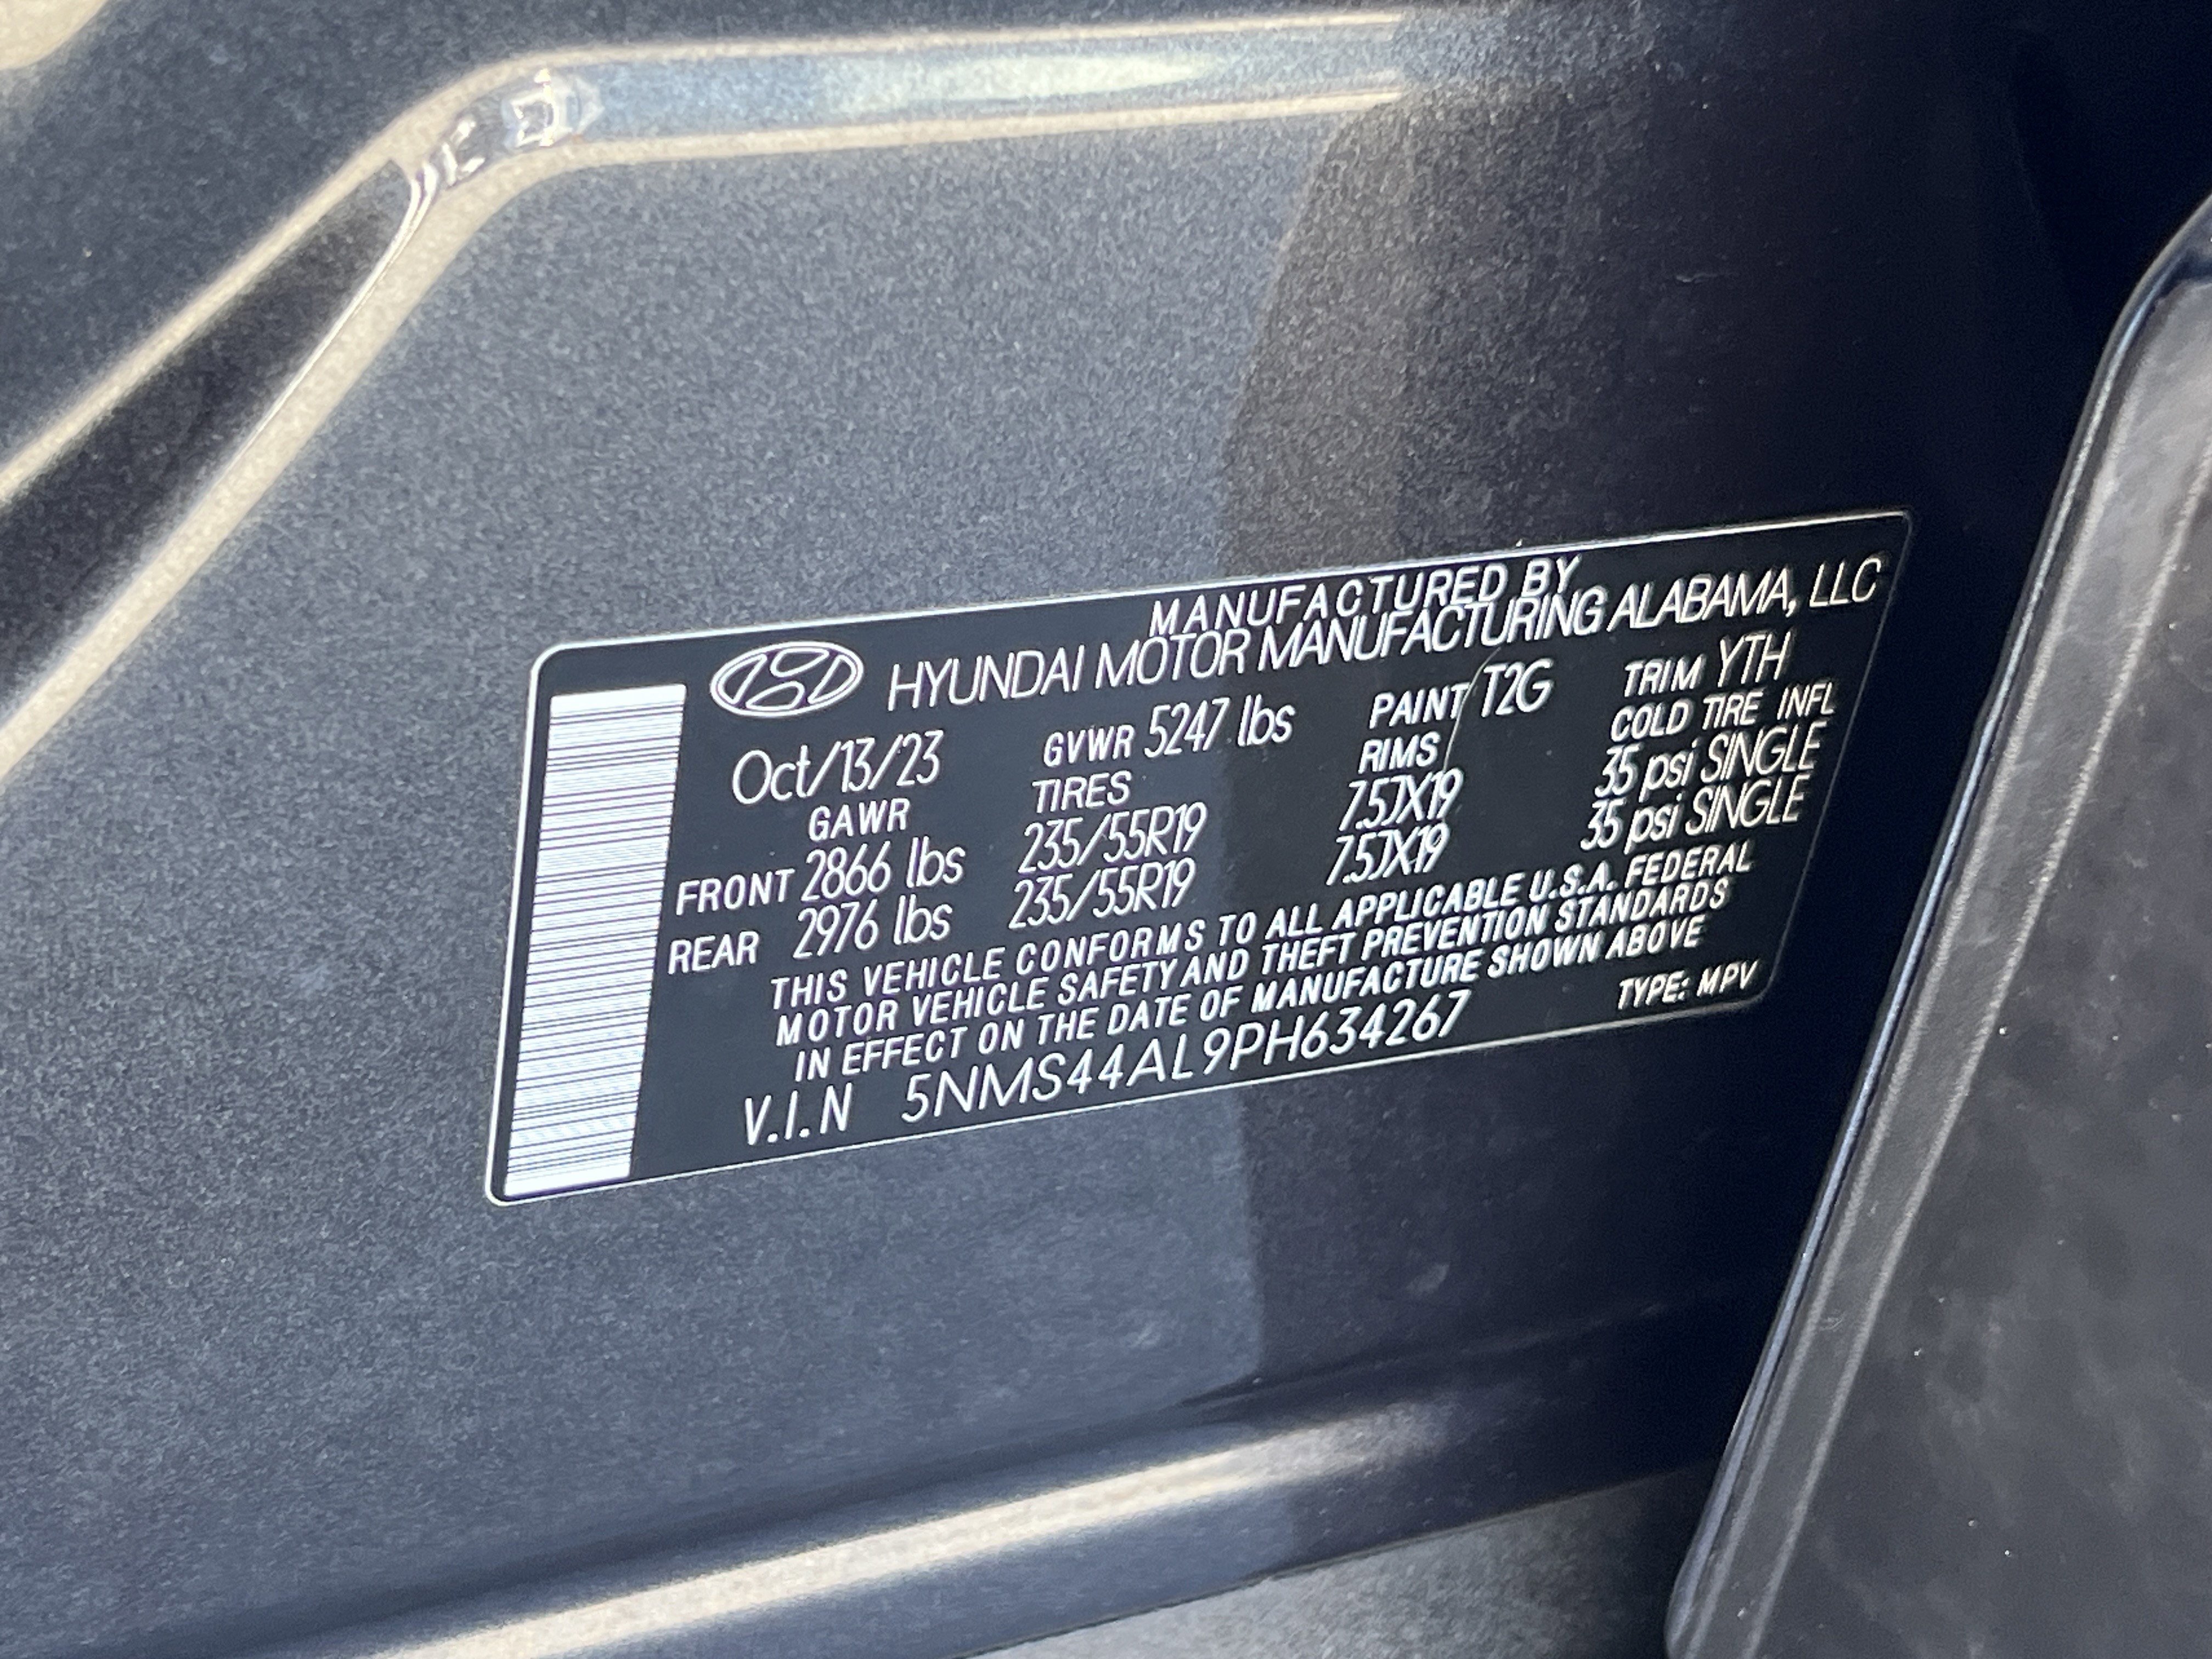 MANUFACTURED BY
HYUNDAI MOTOR MANUFACTURING ALABAMA, LLC
Oct/13/23 GVWR 5247 lbs PAINT T2G TRIM YTH
GAWR TIRES RIMS COLD TIRE INFL
FRONT 2866 lbs 235/55R19 7.5JX19 35 psi SINGLE
REAR 2976 lbs 235/55R19 7.5JX19 35 psi SINGLE
THIS VEHICLE CONFORMS TO ALL APPLICABLE U.S.A. FEDERAL
MOTOR VEHICLE SAFETY AND THEFT PREVENTION STANDARDS
IN EFFECT ON THE DATE OF MANUFACTURE SHOWN ABOVE
V.I.N 5NMS44AL9PH634267 TYPE: MPV